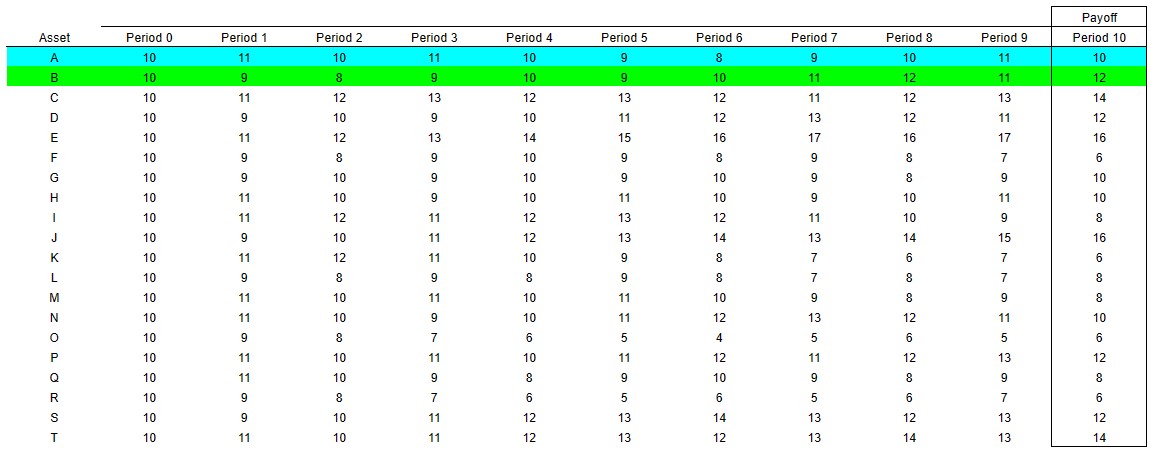 Payoff
Asset Period 0 Period 1 Period 2 Period 3 Period 4 Period 5 Period 6 Period 7 Period 8 Period 9 Period 10
A 10 11 10 11 10 9 8 9 10 11 10
B 10 9 8 9 10 9 10 11 12 11 12
C 10 11 12 13 12 13 12 11 12 13 14
D 10 9 10 9 10 11 12 13 12 11 12
E 10 11 12 13 14 15 16 17 16 17 16
F 10 9 8 9 10 9 8 9 8 7 6
G 10 9 10 9 10 9 10 9 8 9 10
H 10 11 10 9 10 11 10 9 10 11 10
I 10 11 12 11 12 13 12 11 10 9 8
J 10 9 10 11 12 13 14 13 14 15 16
K 10 11 12 11 10 9 8 7 6 7 6
L 10 9 8 9 8 9 8 7 8 7 8
M 10 11 10 11 10 11 10 9 8 9 8
N 10 11 10 9 10 11 12 13 12 11 10
O 10 9 8 7 6 5 4 5 6 5 6
P 10 11 10 11 10 11 12 11 12 13 12
Q 10 11 10 9 8 9 10 9 8 9 8
R 10 9 8 7 6 5 6 5 6 7 6
S 10 9 10 11 12 13 14 13 12 13 12
T 10 11 10 11 12 13 12 13 14 13 14